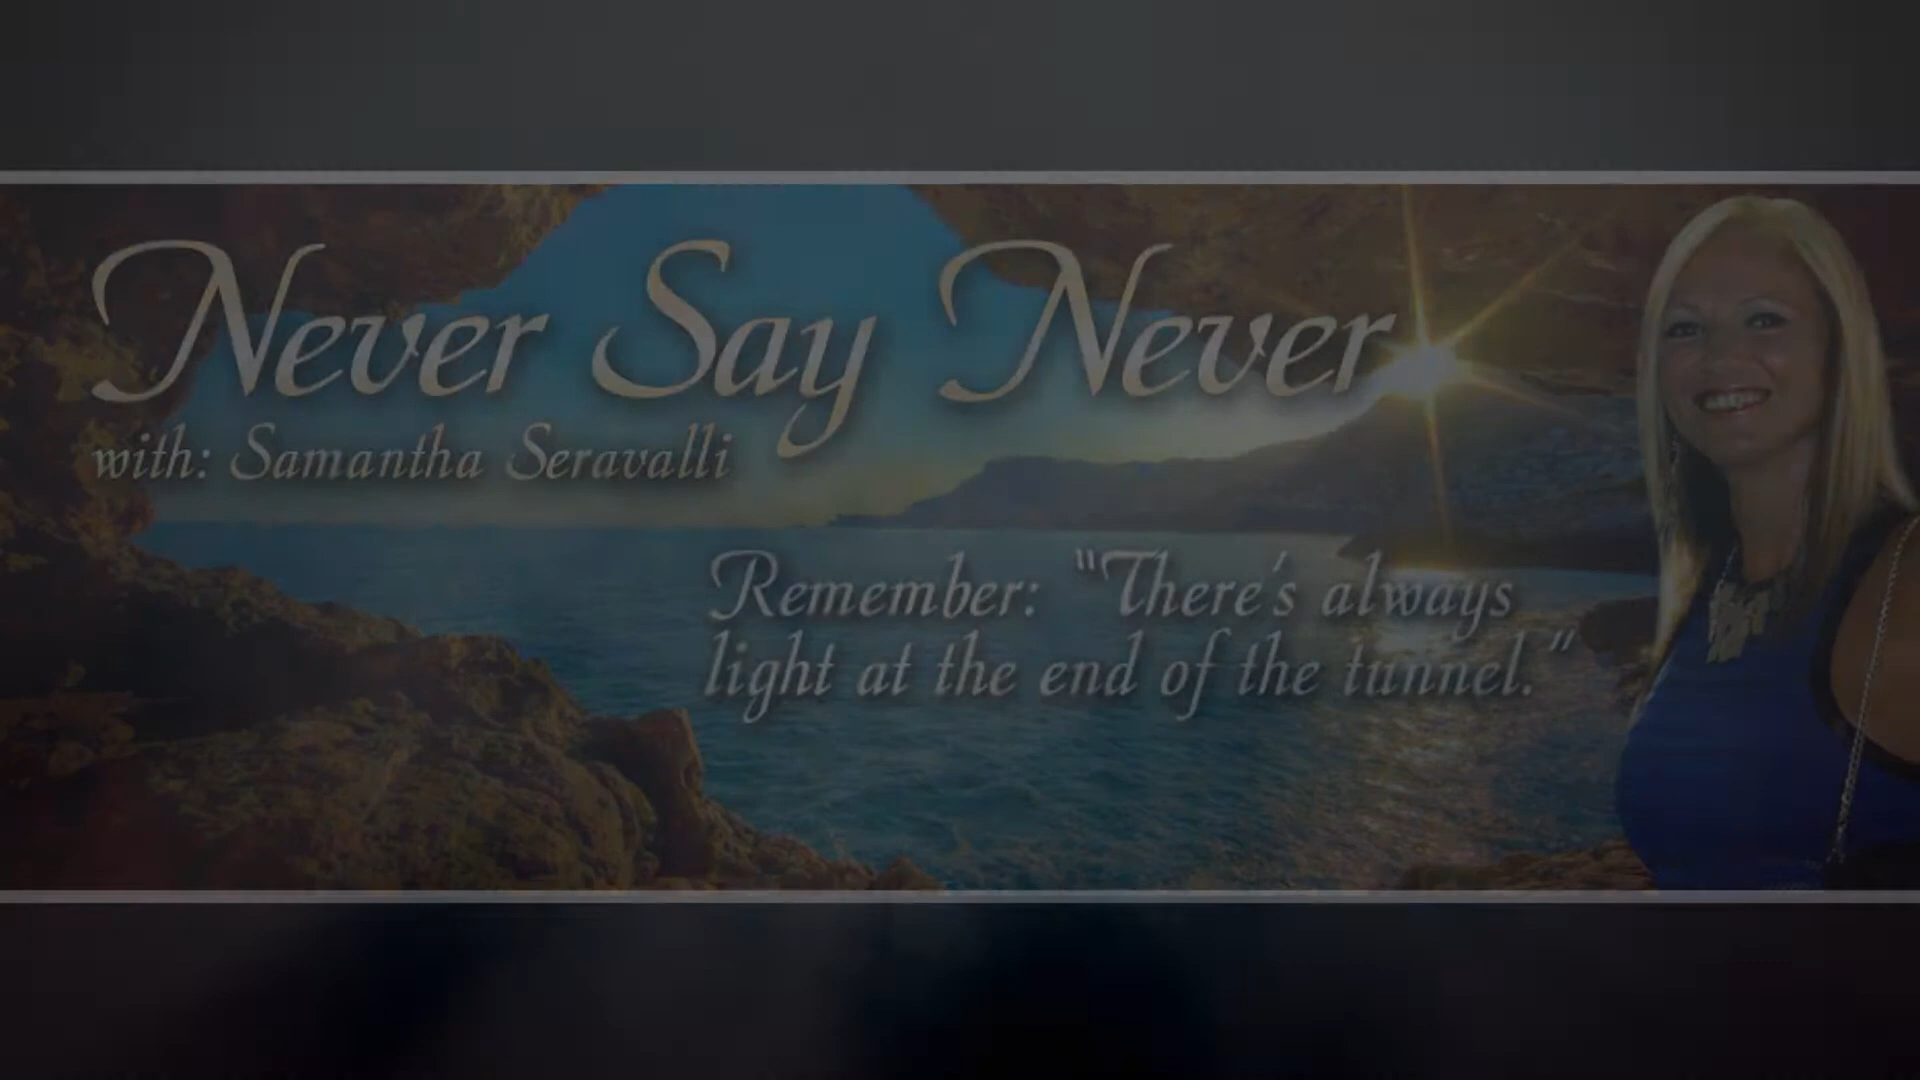 Never Say Never
with: Samantha Seravalli
Remember: "There's always
light at the end of the tunnel."